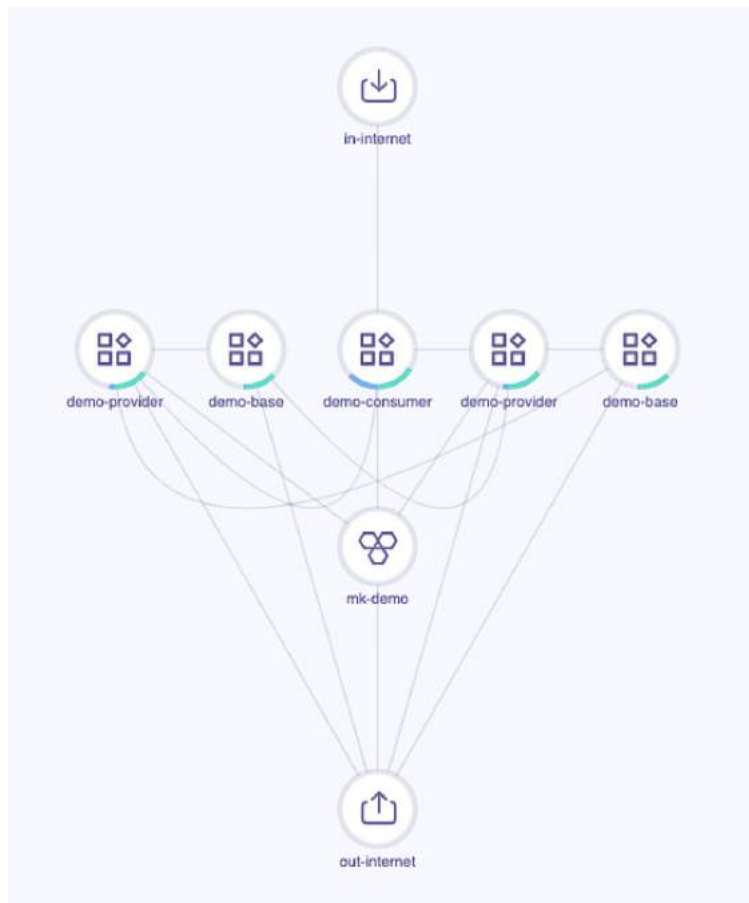 in-internet
demo-provider
demo-base
demo-consumer
demo-provider
demo-base
mk-demo
out-internet